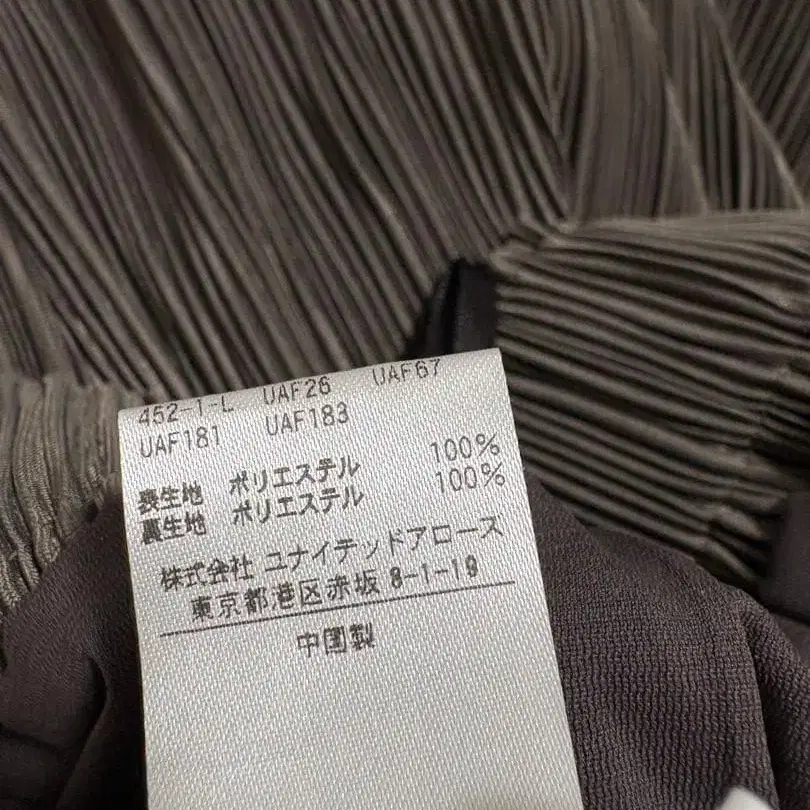 452-1-L UAF26 UAF67
UAF181 UAF183
表生地 ポリエステル 100%
裏生地 ポリエステル 100%
株式会社 ユナイテッドアローズ
東京都港区赤坂 8-1-19
中国製